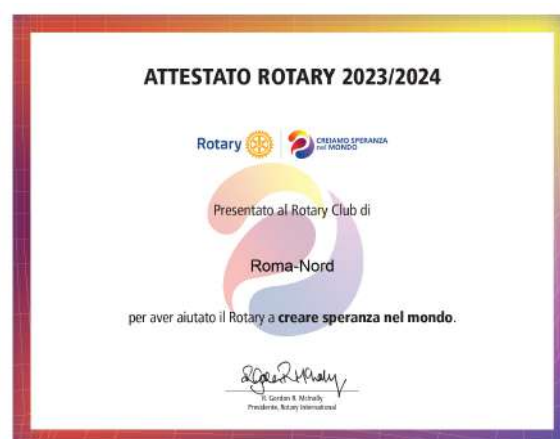 ATTESTATO ROTARY 2023/2024
Rotary
CREIAMO SPERANZA
nel MONDO
Presentato al Rotary Club di
Roma-Nord
per aver aiutato il Rotary a creare speranza nel mondo.
R. Gordon R. McInally
Presidente, Rotary International